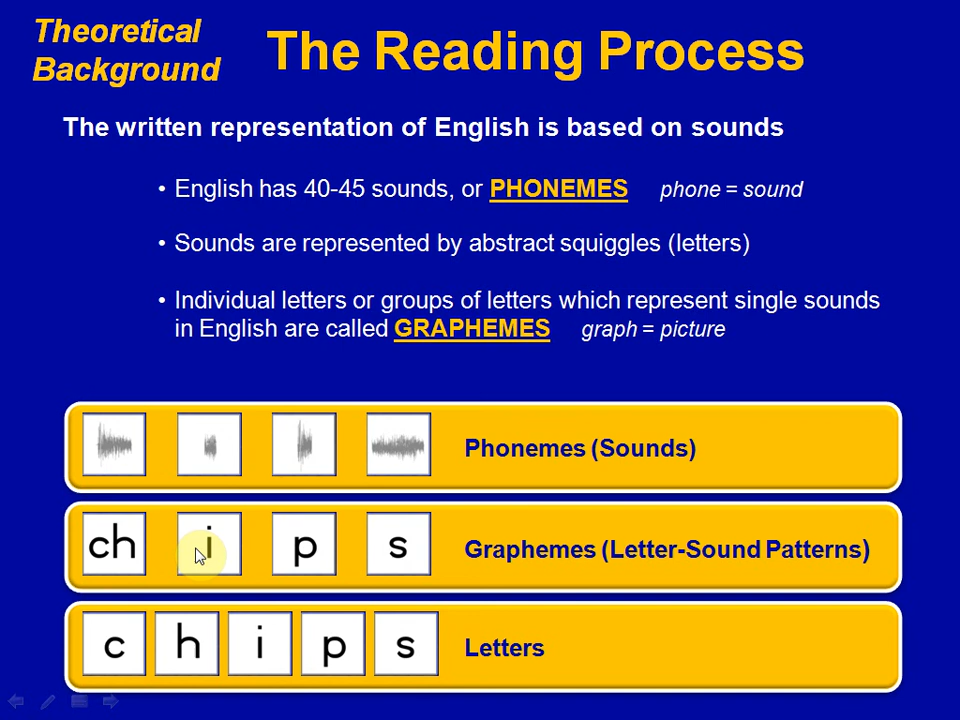 Theoretical
Background
The Reading Process
The written representation of English is based on sounds
• English has 40-45 sounds, or PHONEMES phone = sound
• Sounds are represented by abstract squiggles (letters)
• Individual letters or groups of letters which represent single sounds
in English are called GRAPHEMES graph = picture
Phonemes (Sounds)
ch i p s Graphemes (Letter-Sound Patterns)
c h i p s Letters